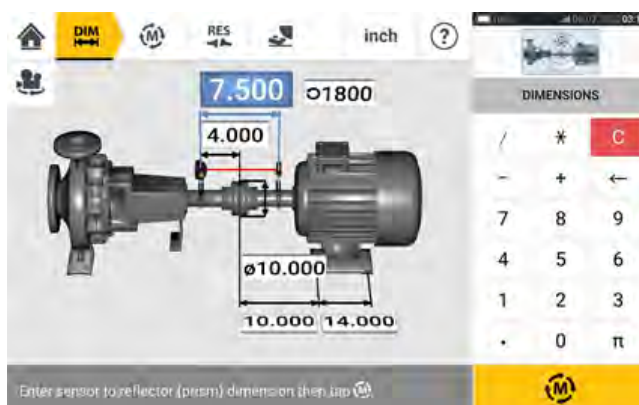 DIM
M
RES
inch
?
7.500
1800
4.000
ø10.000
10.000
14.000
DIMENSIONS
/ * C
- + ←
7 8 9
4 5 6
1 2 3
. 0 π
Enter sensor to reflector (prism) dimension then tap M.
M